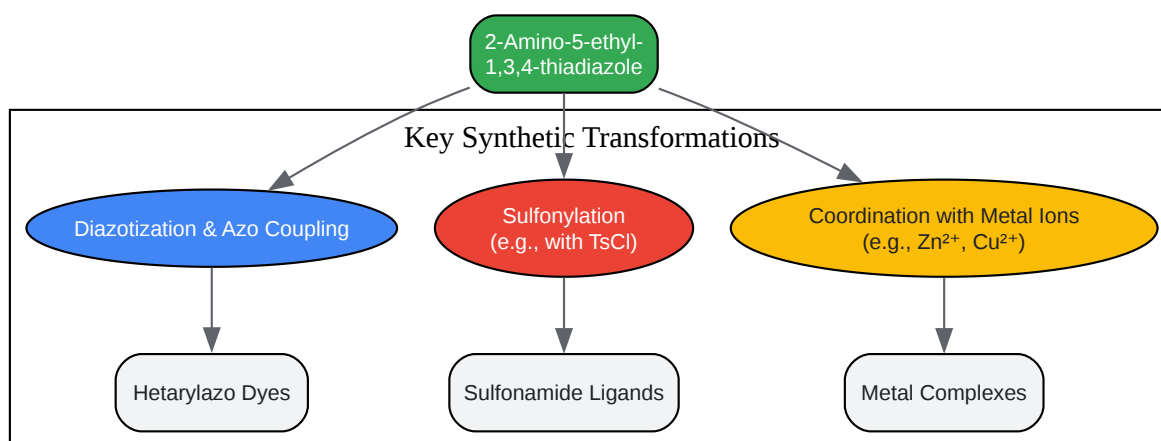 2-Amino-5-ethyl-
1,3,4-thiadiazole
Key Synthetic Transformations
Diazotization & Azo Coupling
Sulfonylation
(e.g., with TsCl)
Coordination with Metal Ions
(e.g., Zn²⁺, Cu²⁺)
Hetarylazo Dyes
Sulfonamide Ligands
Metal Complexes